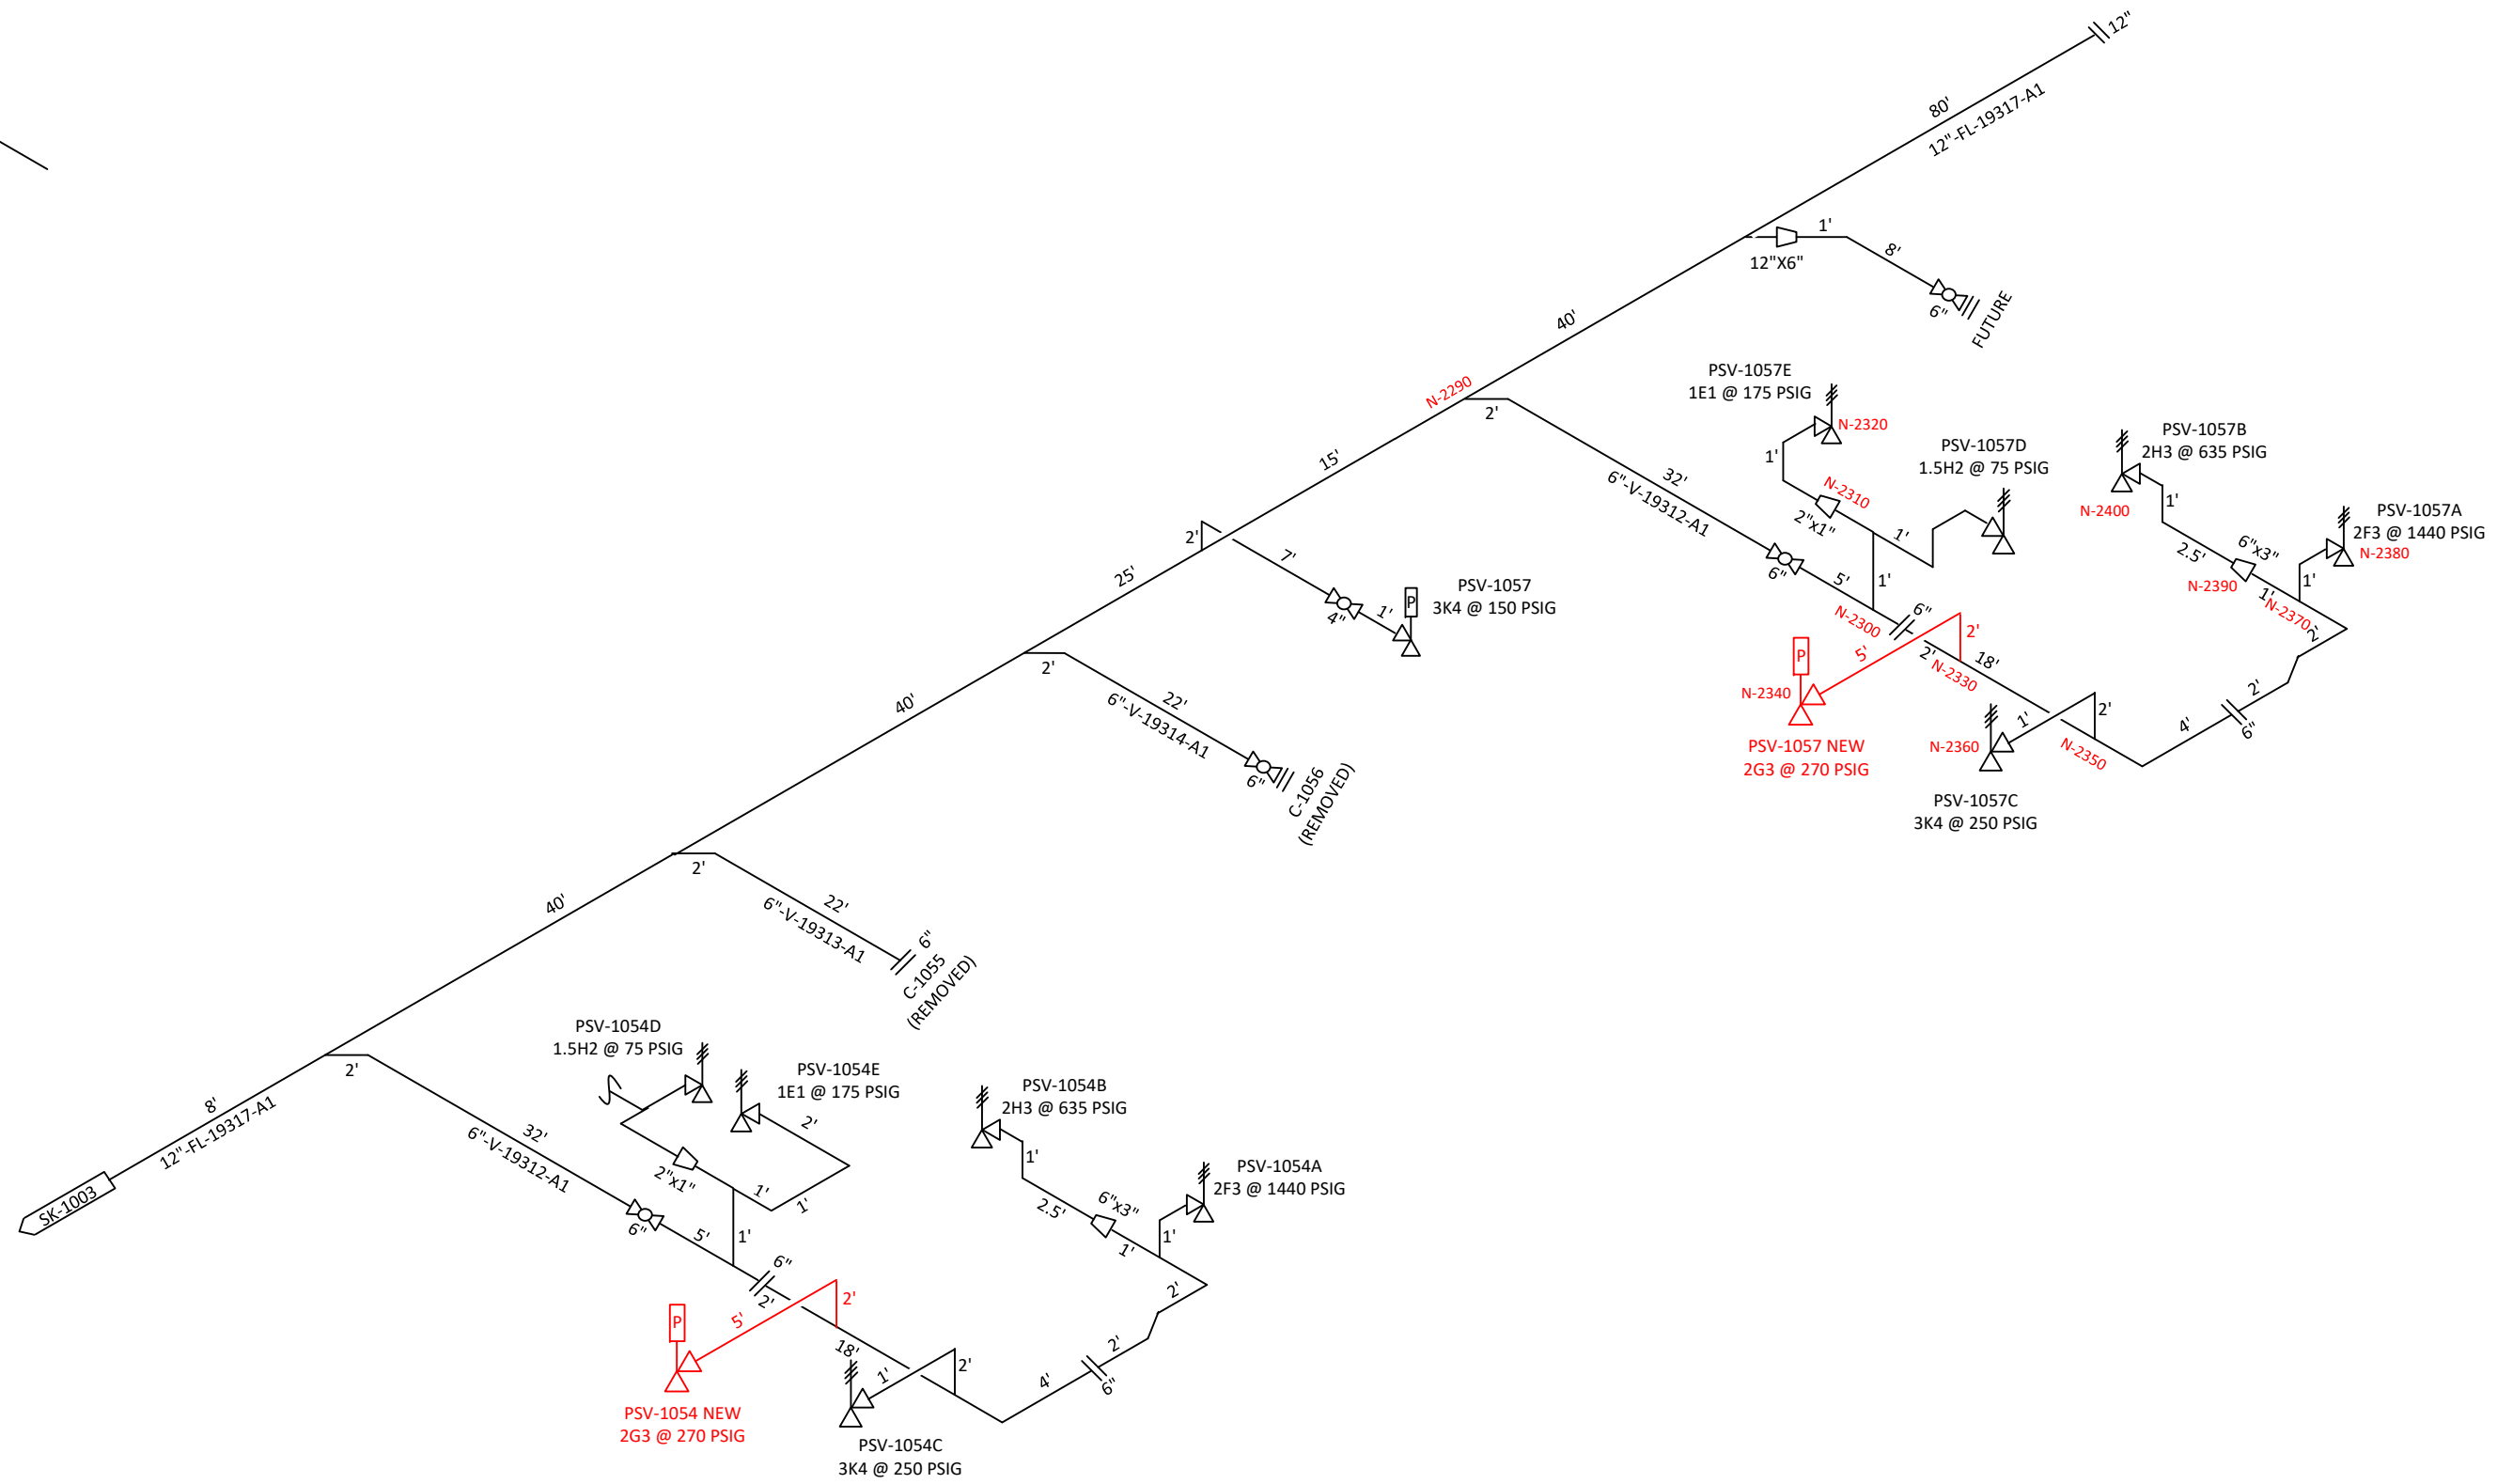 12"
80'
12"-FL-19317-A1
1'
12"X6"
8'
6"
FUTURE
40'
N-2290
2'
32'
6"-V-19312-A1
6"
5'
PSV-1057E
1E1 @ 175 PSIG
N-2320
1'
N-2310
2"x1"
1'
1'
PSV-1057D
1.5H2 @ 75 PSIG
N-2300
6"
2'
2'
5'
P
N-2340
PSV-1057 NEW
2G3 @ 270 PSIG
18'
N-2330
2'
1'
N-2360
PSV-1057C
3K4 @ 250 PSIG
N-2350
4'
6"
2'
2'
N-2370
1'
1'
PSV-1057A
2F3 @ 1440 PSIG
N-2380
6"x3"
N-2390
2.5'
1'
PSV-1057B
2H3 @ 635 PSIG
N-2400
15'
2'
7'
4"
1'
P
PSV-1057
3K4 @ 150 PSIG
25'
2'
22'
6"-V-19314-A1
6"
C-1056
(REMOVED)
40'
2'
22'
6"-V-19313-A1
6"
C-1055
(REMOVED)
40'
2'
32'
6"-V-19312-A1
6"
5'
PSV-1054D
1.5H2 @ 75 PSIG
PSV-1054E
1E1 @ 175 PSIG
2'
2"x1"
1'
1'
1'
6"
2'
2'
5'
P
PSV-1054 NEW
2G3 @ 270 PSIG
18'
2'
1'
PSV-1054C
3K4 @ 250 PSIG
4'
6"
2'
2'
1'
1'
PSV-1054A
2F3 @ 1440 PSIG
6"x3"
2.5'
1'
PSV-1054B
2H3 @ 635 PSIG
8'
12"-FL-19317-A1
SK-1003